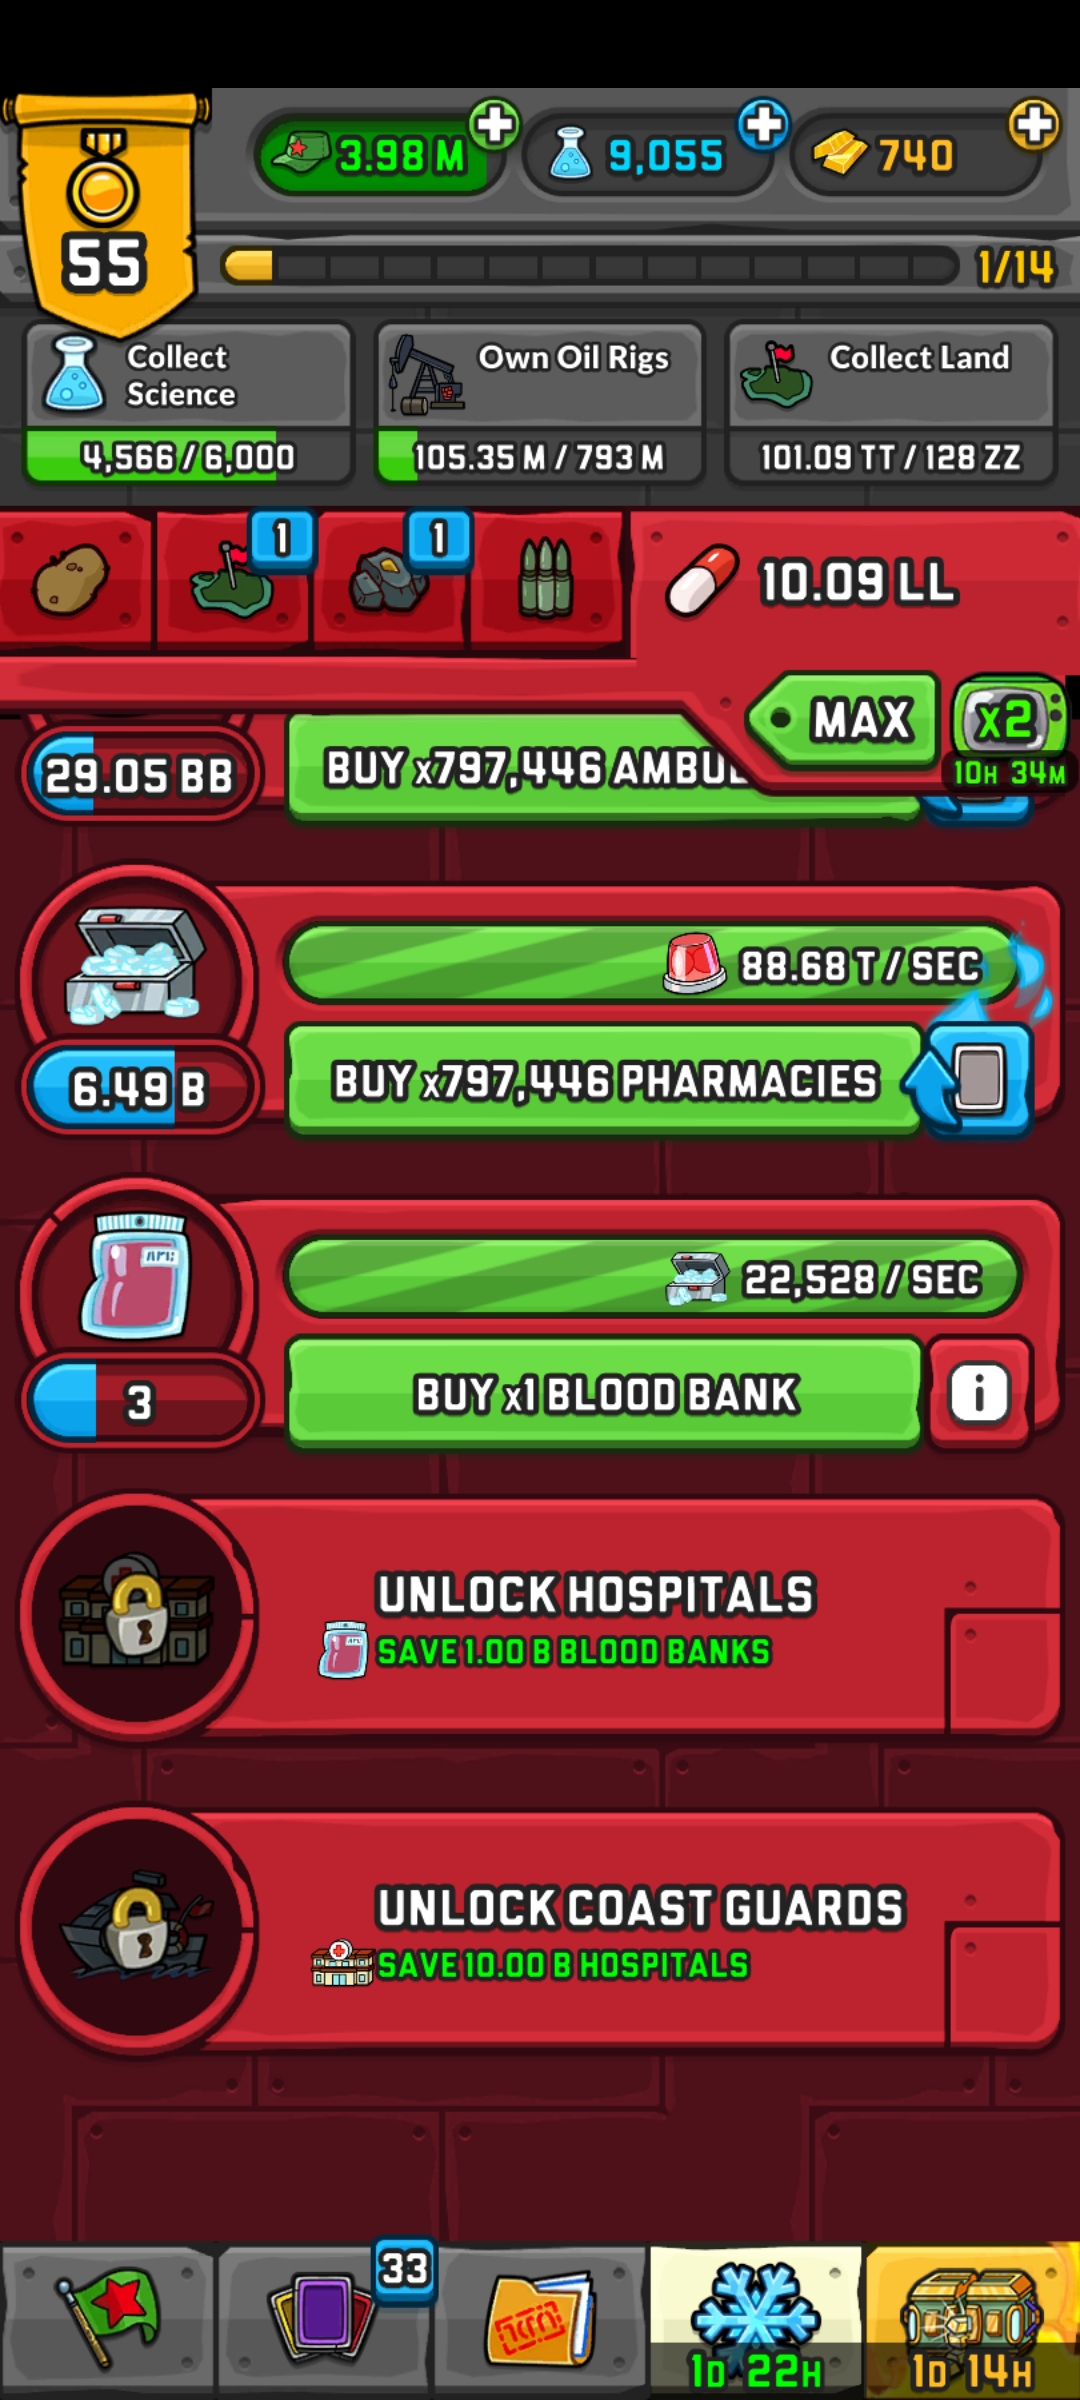 3.98 M
9,055
740
55
1/14
Collect
Science
Own Oil Rigs
Collect Land
4,566 / 6,000
105.35 M / 793 M
101.09 TT / 128 ZZ
1
1
10.09 LL
MAX
x2
10H 34M
29.05 BB
BUY x797,446
88.68 T / SEC
6.49 B
BUY x797,446 PHARMACIES
22,528 / SEC
3
BUY x1 BLOOD BANK
i
UNLOCK HOSPITALS
SAVE 1.00 B BLOOD BANKS
UNLOCK COAST GUARDS
SAVE 10.00 B HOSPITALS
33
1D 22H
1D 14H